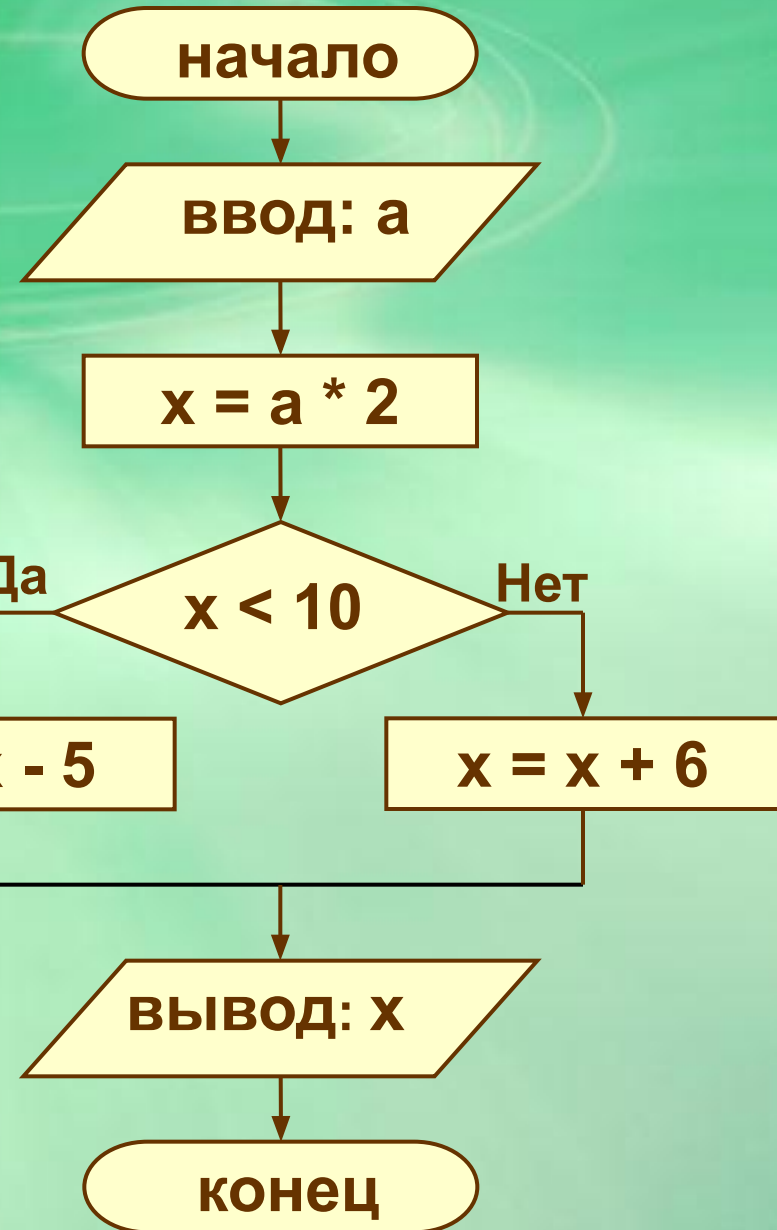 начало
ввод: a
x = a * 2
x < 10
Да
Нет
- 5
x = x + 6
вывод: x
конец